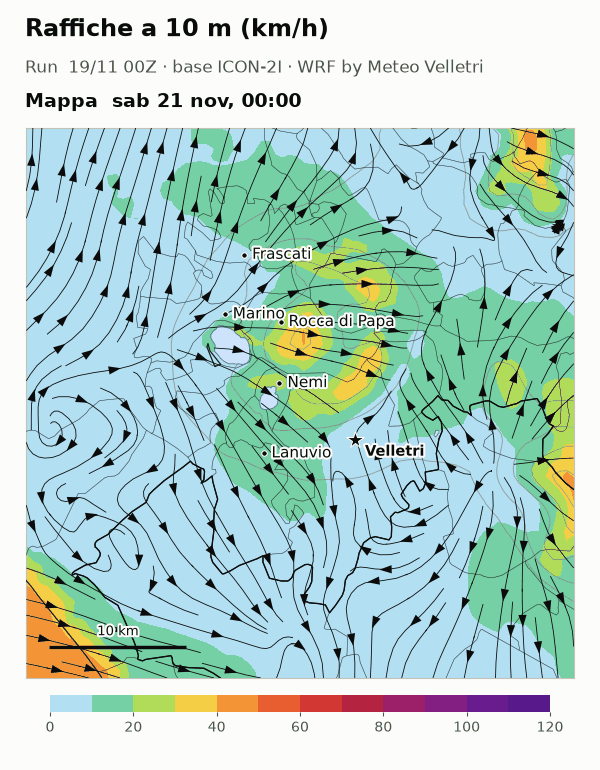 Raffiche a 10 m (km/h)
Run 19/11 00Z · base ICON-2I · WRF by Meteo Velletri
Mappa sab 21 nov, 00:00
Frascati
Marino
Rocca di Papa
Nemi
Velletri
Lanuvio
10 km
0 20 40 60 80 100 120